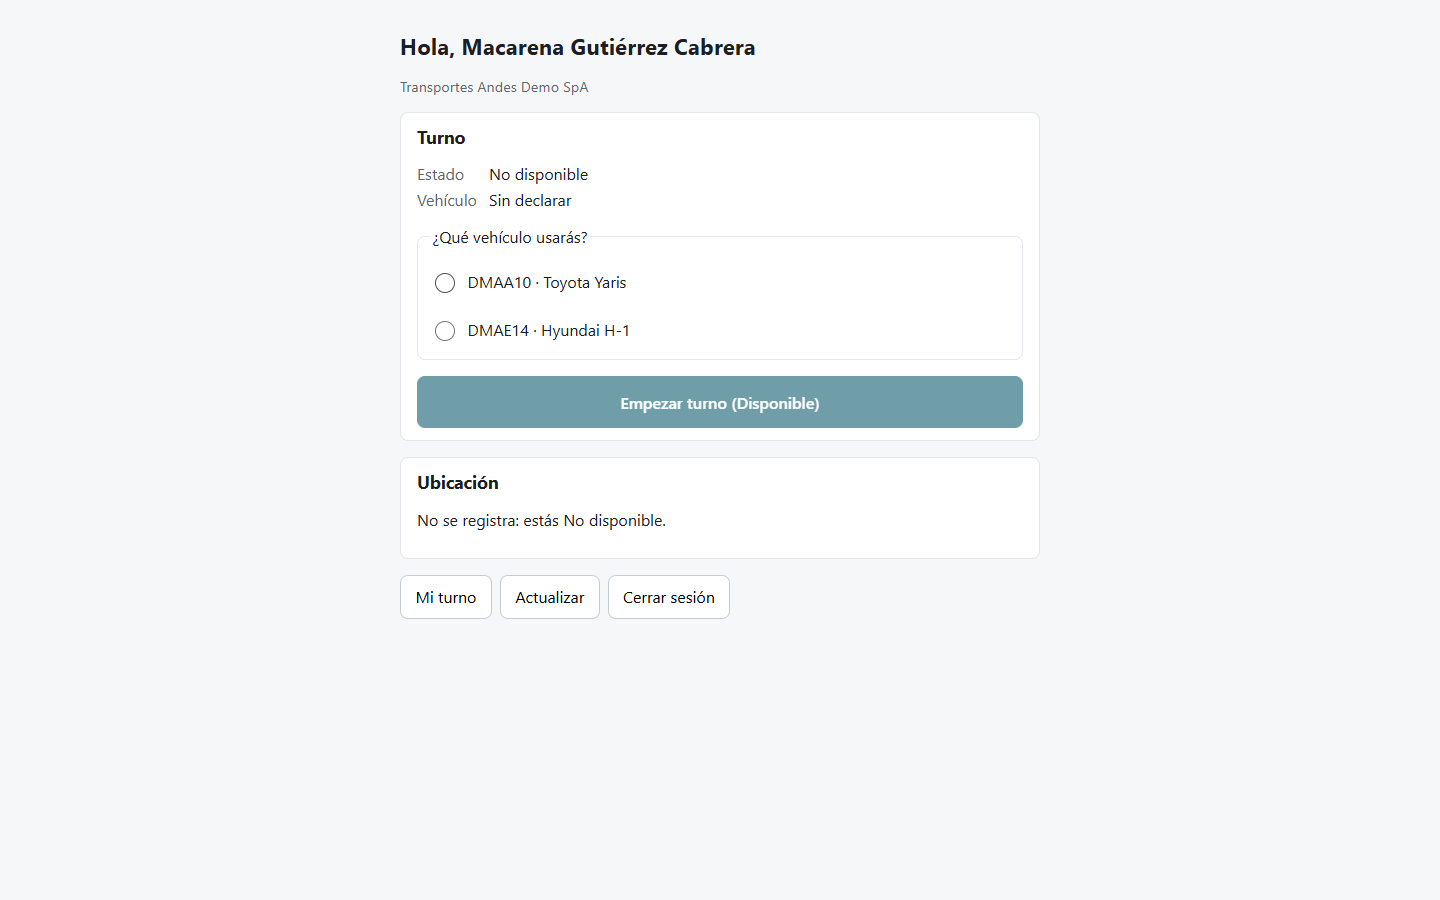 Hola, Macarena Gutiérrez Cabrera
Transportes Andes Demo SpA
Turno
Estado No disponible
Vehículo Sin declarar
¿Qué vehículo usarás?
DMAA10 · Toyota Yaris
DMAE14 · Hyundai H-1
Empezar turno (Disponible)
Ubicación
No se registra: estás No disponible.
Mi turno Actualizar Cerrar sesión